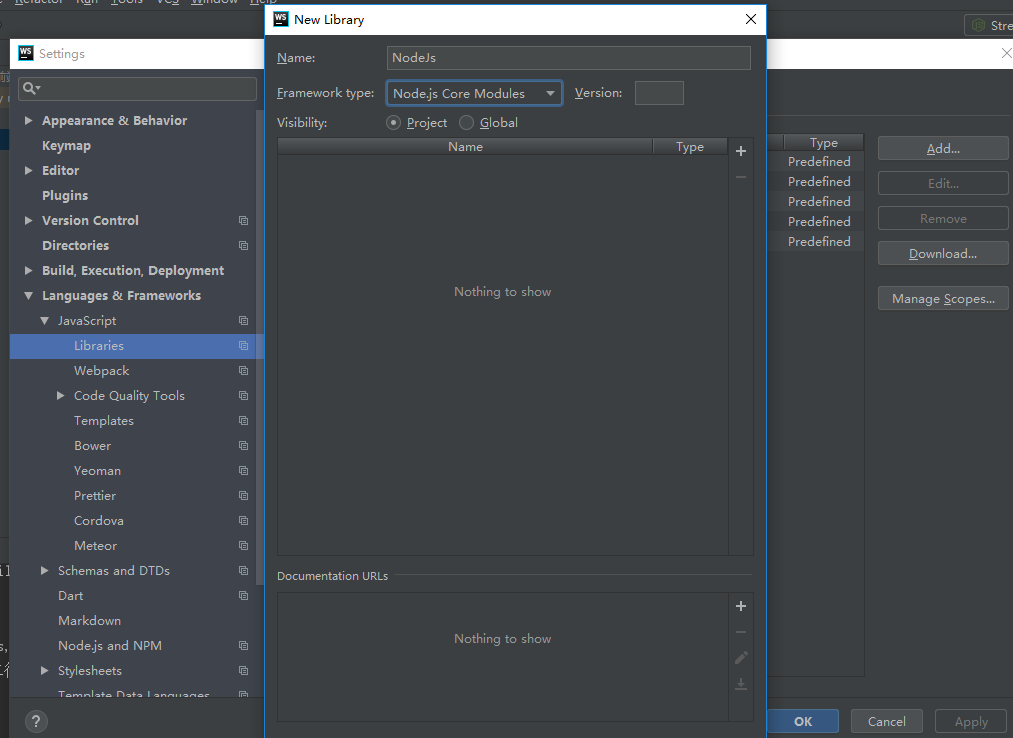 Refactor Run Tools VCS Window Help
WS New Library
Stre
WS Settings
Name: NodeJs
Framework type: Node.js Core Modules Version:
Visibility: Project Global
Name Type
Nothing to show
Documentation URLs
Nothing to show
Appearance & Behavior
Keymap
Editor
Plugins
Version Control
Directories
Build, Execution, Deployment
Languages & Frameworks
JavaScript
Libraries
Webpack
Code Quality Tools
Templates
Bower
Yeoman
Prettier
Cordova
Meteor
Schemas and DTDs
Dart
Markdown
Node.js and NPM
Stylesheets
Template Data Languages
?
Type
Predefined
Predefined
Predefined
Predefined
Predefined
Add...
Edit...
Remove
Download...
Manage Scopes...
OK Cancel Apply